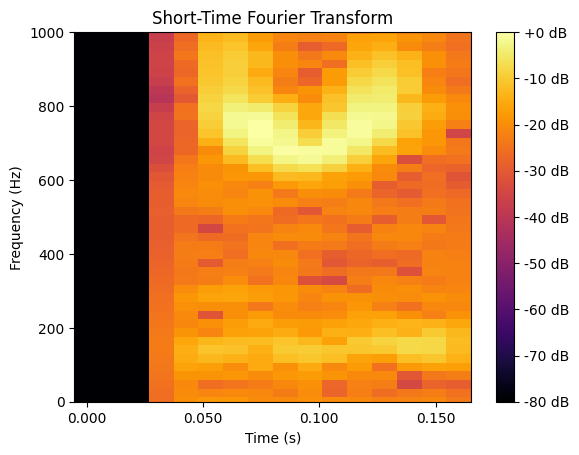 Short-Time Fourier Transform
1000
800
600
400
200
0
Frequency (Hz)
0.000
0.050
0.100
0.150
Time (s)
+0 dB
-10 dB
-20 dB
-30 dB
-40 dB
-50 dB
-60 dB
-70 dB
-80 dB